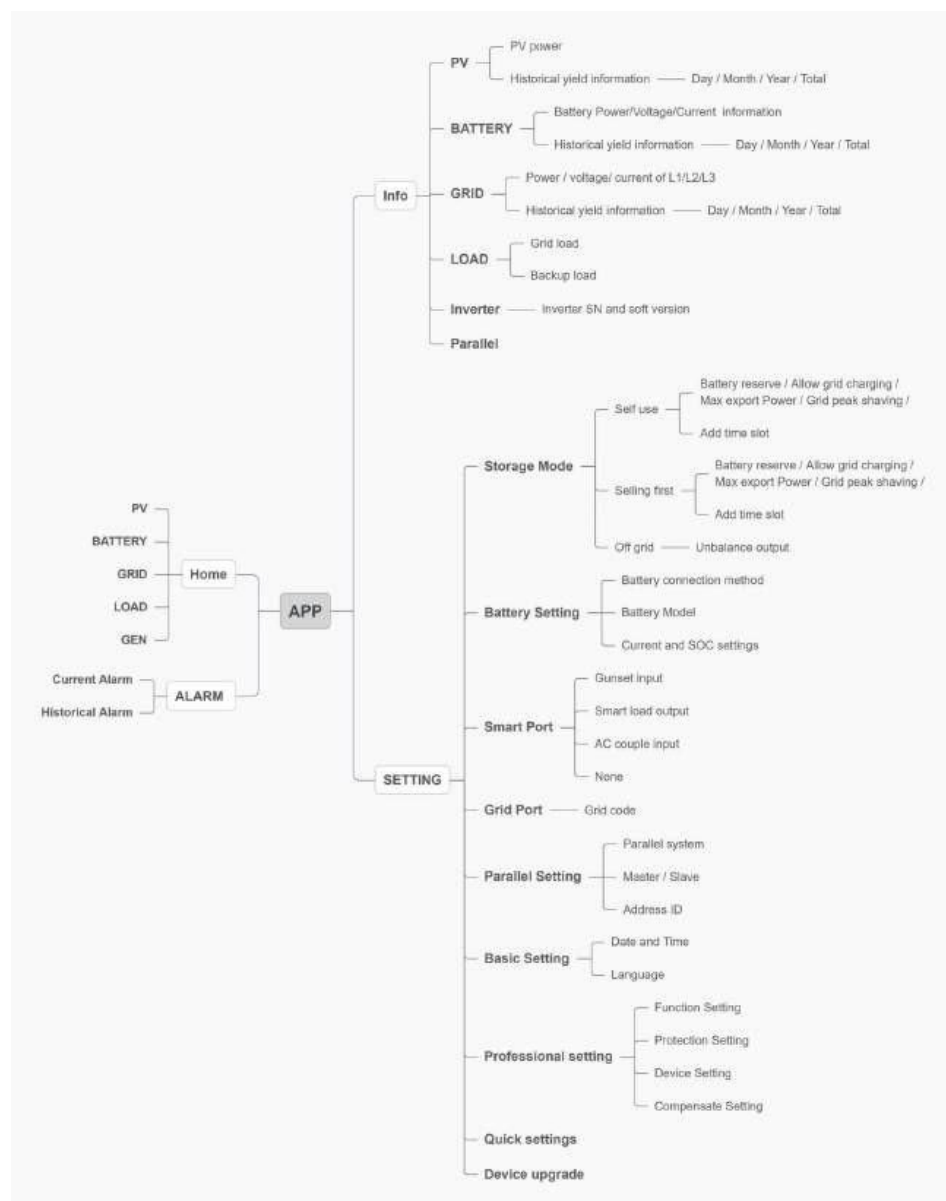 PV
PV power
Historical yield information
Day / Month / Year / Total
BATTERY
Battery Power/Voltage/Current information
Historical yield information
Day / Month / Year / Total
Info
GRID
Power / voltage/ current of L1/L2/L3
Historical yield information
Day / Month / Year / Total
LOAD
Grid load
Backup load
Inverter
Inverter SN and soft version
Parallel
Storage Mode
Self use
Battery reserve / Allow grid charging /
Max export Power / Grid peak shaving /
Add time slot
Selling first
Battery reserve / Allow grid charging /
Max export Power / Grid peak shaving /
Add time slot
Off grid
Unbalance output
PV
BATTERY
GRID
LOAD
GEN
Home
APP
Current Alarm
Historical Alarm
ALARM
SETTING
Battery Setting
Battery connection method
Battery Model
Current and SOC settings
Smart Port
Gunset input
Smart load output
AC couple input
None
Grid Port
Grid code
Parallel Setting
Parallel system
Master / Slave
Address ID
Basic Setting
Date and Time
Language
Professional setting
Function Setting
Protection Setting
Device Setting
Compensate Setting
Quick settings
Device upgrade